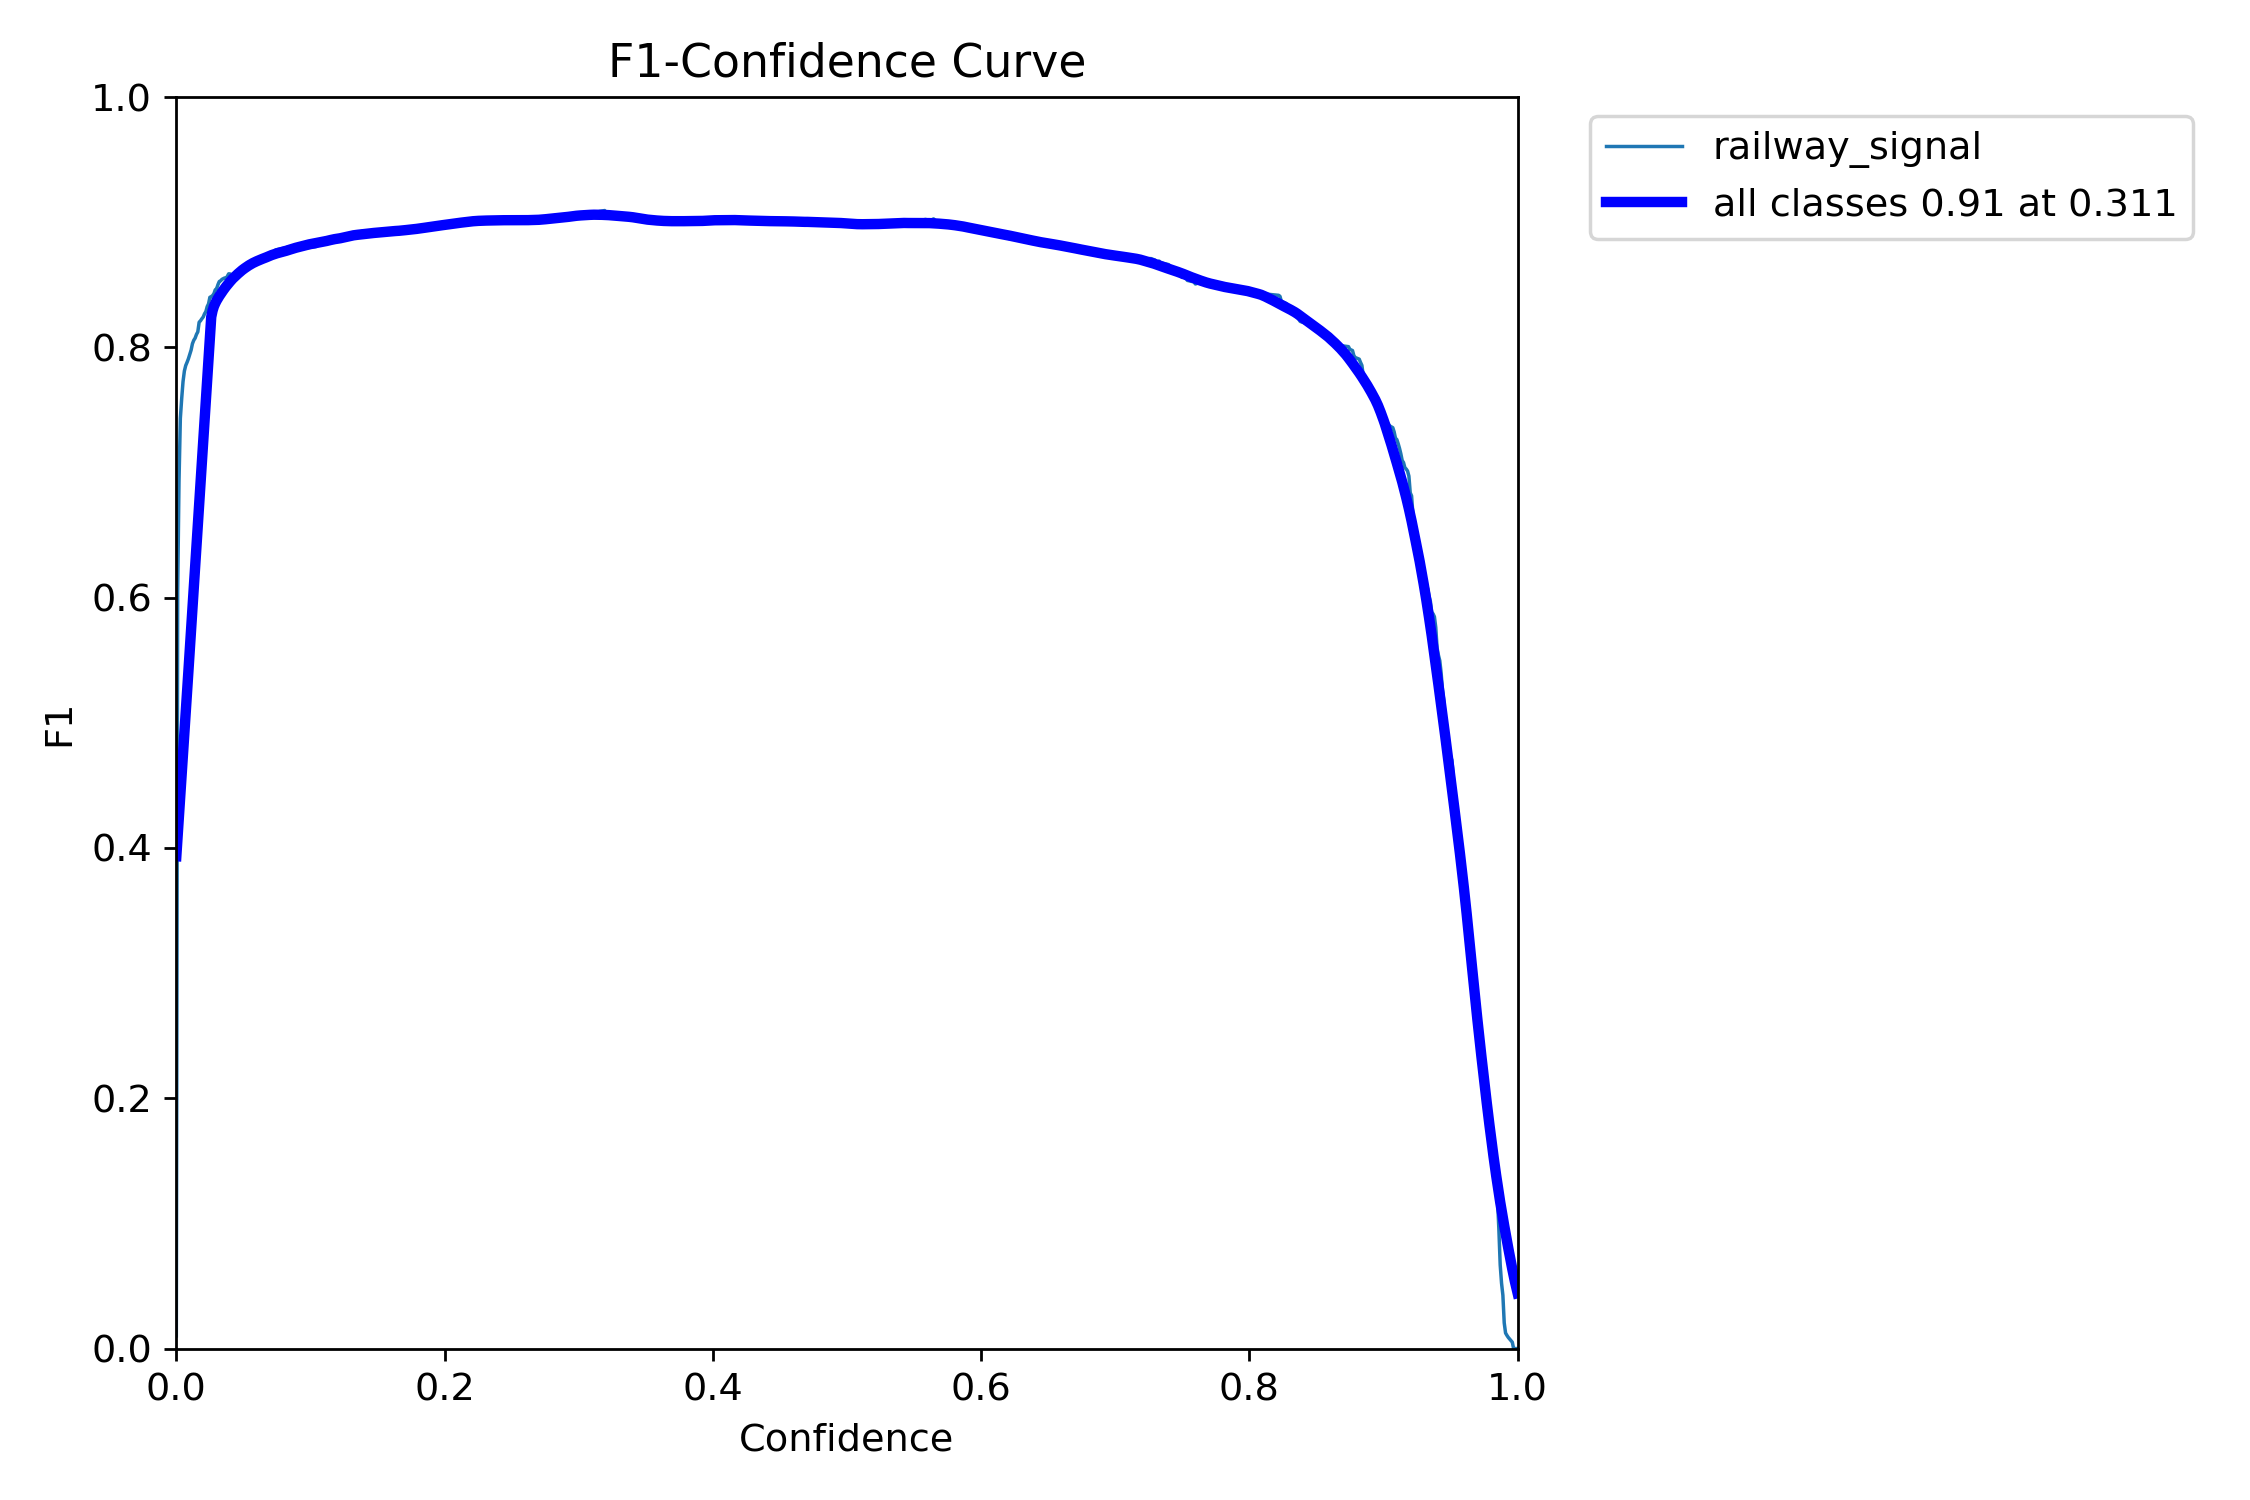 F1-Confidence Curve
railway_signal
all classes 0.91 at 0.311
F1
1.0
0.8
0.6
0.4
0.2
0.0
0.0 0.2 0.4 0.6 0.8 1.0
Confidence